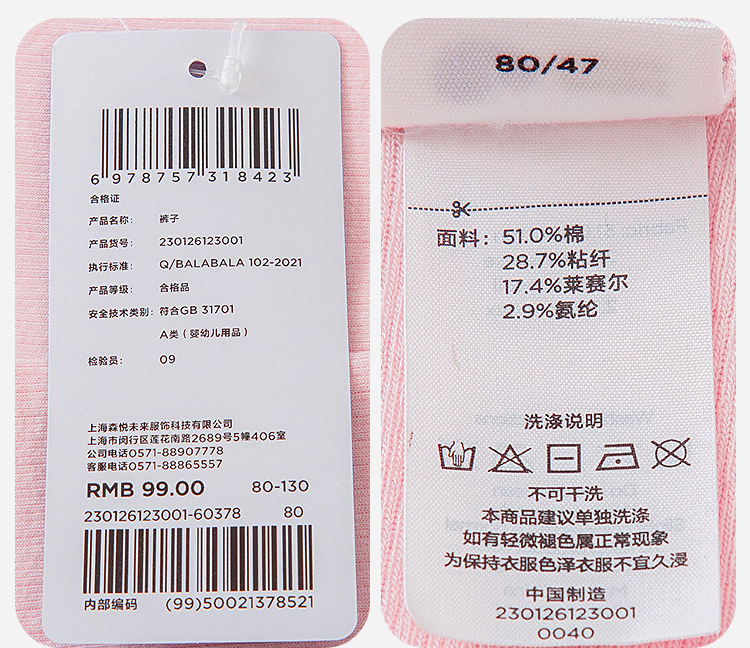 6 978757 318423
合格证
产品名称: 裤子
产品货号: 230126123001
执行标准: Q/BALABALA 102-2021
产品等级: 合格品
安全技术类别: 符合GB 31701
A类 (婴幼儿用品)
检验员: 09
上海森悦未来服饰科技有限公司
上海市闵行区莲花南路2689号5幢406室
公司电话0571-88907778
客服电话0571-88865557
RMB 99.00 80-130
230126123001-60378 80
内部编码 (99)50021378521
80/47
面料: 51.0%棉
28.7%粘纤
17.4%莱赛尔
2.9%氨纶
洗涤说明
不可干洗
本商品建议单独洗涤
如有轻微褪色属正常现象
为保持衣服色泽衣服不宜久浸
中国制造
230126123001
0040